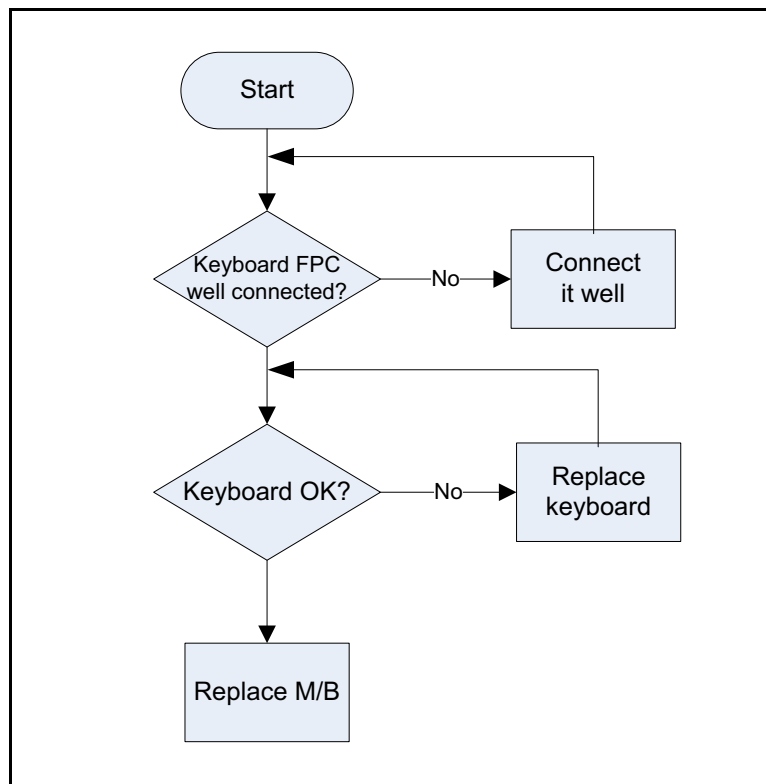 Start
Keyboard FPC
well connected?
No
Connect
it well
Keyboard OK?
No
Replace
keyboard
Replace M/B